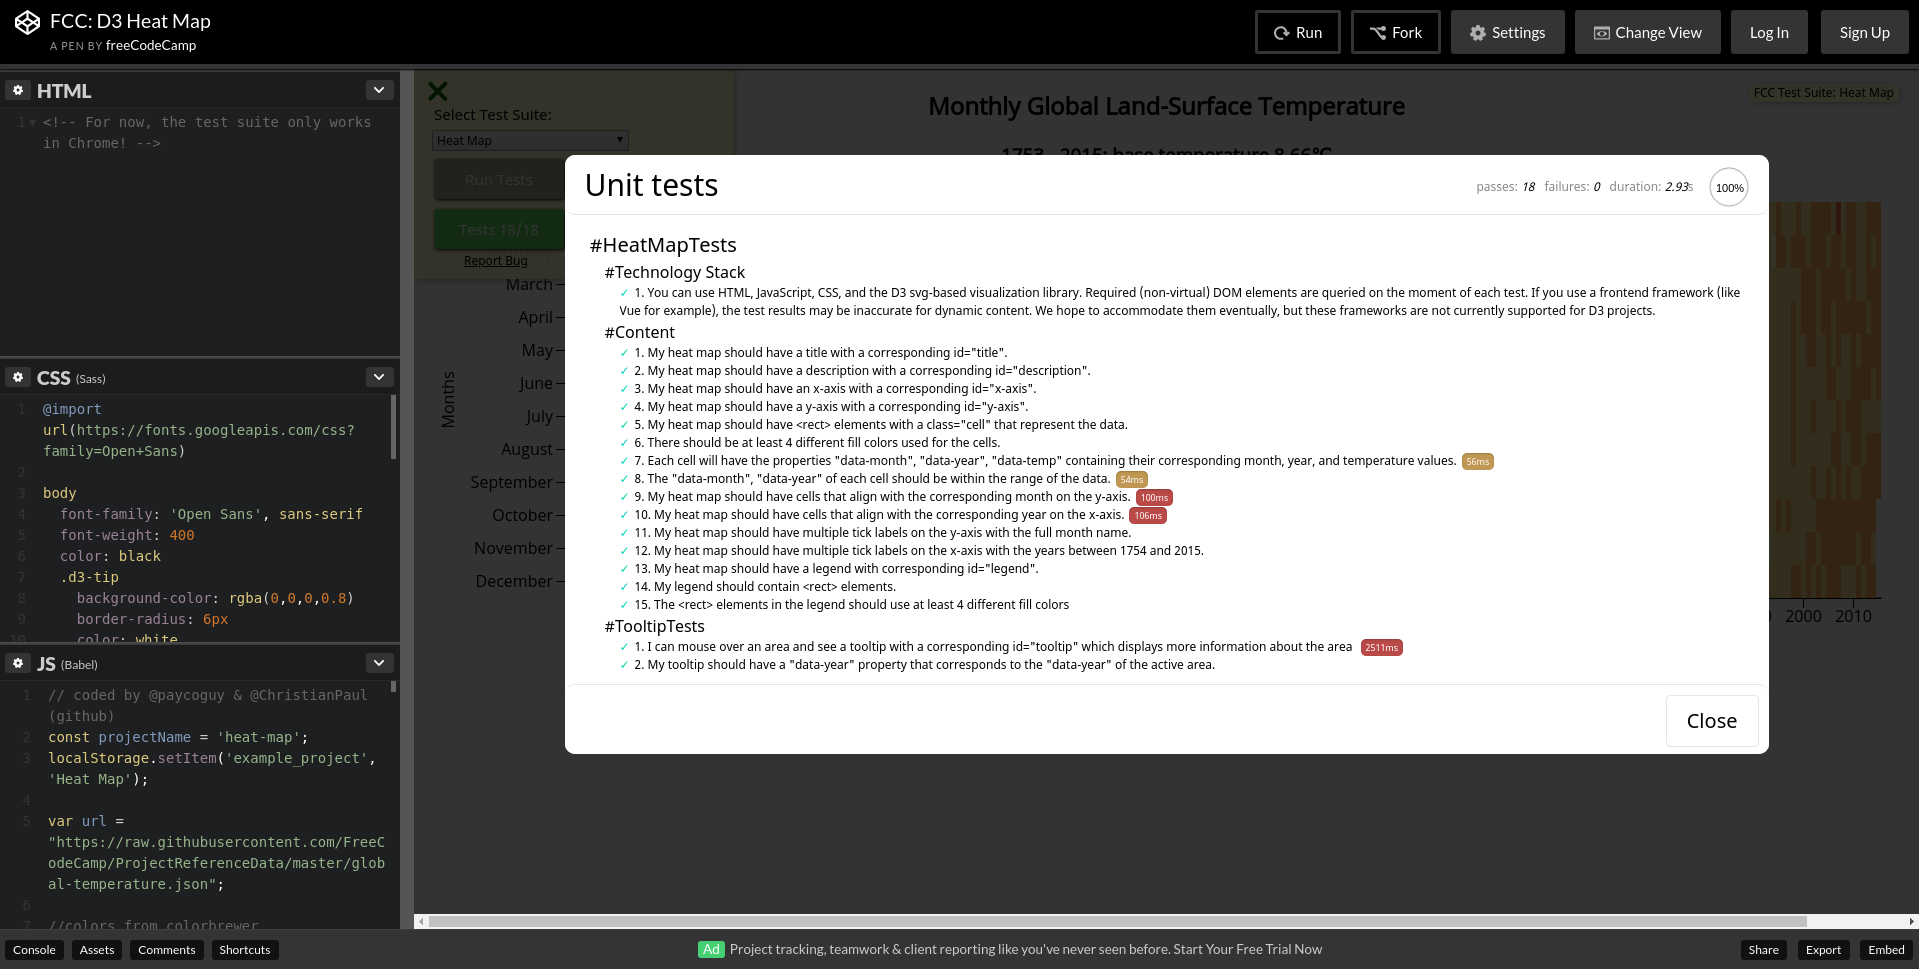 FCC: D3 Heat Map
A PEN BY freeCodeCamp
Run
Fork
Settings
Change View
Log In
Sign Up
HTML
1 <!-- For now, the test suite only works
in Chrome! -->
CSS (Sass)
1 @import
url(https://fonts.googleapis.com/css?
family=Open+Sans)
2
3 body
4 font-family: 'Open Sans', sans-serif
5 font-weight: 400
6 color: black
7 .d3-tip
8 background-color: rgba(0,0,0,0.8)
9 border-radius: 6px
10 color: white
JS (Babel)
1 // coded by @paycoguy & @ChristianPaul
(github)
2 const projectName = 'heat-map';
3 localStorage.setItem('example_project',
'Heat Map');
4
5 var url =
"https://raw.githubusercontent.com/FreeC
odeCamp/ProjectReferenceData/master/glob
al-temperature.json";
6
7 //colors from colorbrewer
Select Test Suite:
Heat Map
Run Tests
Tests 18/18
Report Bug
Monthly Global Land-Surface Temperature
1753 - 2015: base temperature 8.66℃
FCC Test Suite: Heat Map
Months
March
April
May
June
July
August
September
October
November
December
2000
2010
Unit tests
passes: 18 failures: 0 duration: 2.93s 100%
#HeatMapTests
#Technology Stack
✓ 1. You can use HTML, JavaScript, CSS, and the D3 svg-based visualization library. Required (non-virtual) DOM elements are queried on the moment of each test. If you use a frontend framework (like
Vue for example), the test results may be inaccurate for dynamic content. We hope to accommodate them eventually, but these frameworks are not currently supported for D3 projects.
#Content
✓ 1. My heat map should have a title with a corresponding id="title".
✓ 2. My heat map should have a description with a corresponding id="description".
✓ 3. My heat map should have an x-axis with a corresponding id="x-axis".
✓ 4. My heat map should have a y-axis with a corresponding id="y-axis".
✓ 5. My heat map should have <rect> elements with a class="cell" that represent the data.
✓ 6. There should be at least 4 different fill colors used for the cells.
✓ 7. Each cell will have the properties "data-month", "data-year", "data-temp" containing their corresponding month, year, and temperature values. 56ms
✓ 8. The "data-month", "data-year" of each cell should be within the range of the data. 54ms
✓ 9. My heat map should have cells that align with the corresponding month on the y-axis. 100ms
✓ 10. My heat map should have cells that align with the corresponding year on the x-axis. 106ms
✓ 11. My heat map should have multiple tick labels on the y-axis with the full month name.
✓ 12. My heat map should have multiple tick labels on the x-axis with the years between 1754 and 2015.
✓ 13. My heat map should have a legend with corresponding id="legend".
✓ 14. My legend should contain <rect> elements.
✓ 15. The <rect> elements in the legend should use at least 4 different fill colors
#TooltipTests
✓ 1. I can mouse over an area and see a tooltip with a corresponding id="tooltip" which displays more information about the area 2511ms
✓ 2. My tooltip should have a "data-year" property that corresponds to the "data-year" of the active area.
Close
Console
Assets
Comments
Shortcuts
Ad Project tracking, teamwork & client reporting like you've never seen before. Start Your Free Trial Now
Share
Export
Embed